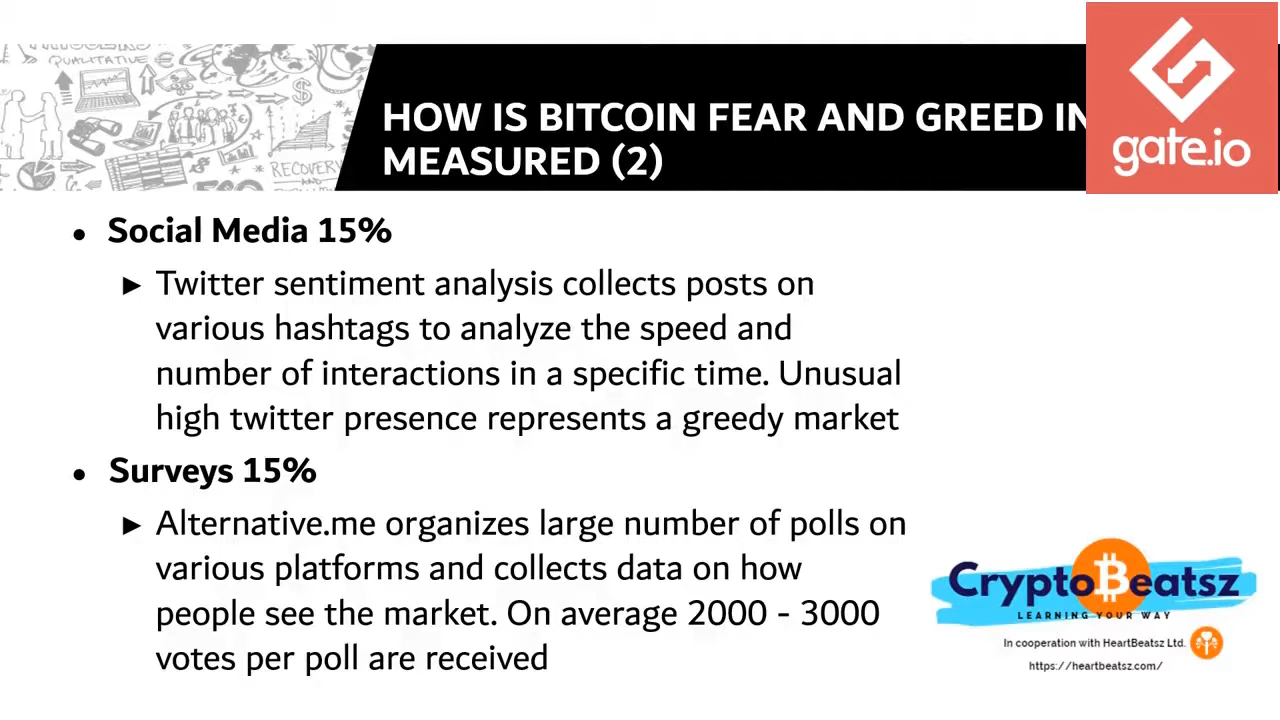 QUALITATIVE
RECOVERY
HOW IS BITCOIN FEAR AND GREED IN
MEASURED (2)
gate.io
• Social Media 15%
► Twitter sentiment analysis collects posts on
various hashtags to analyze the speed and
number of interactions in a specific time. Unusual
high twitter presence represents a greedy market
• Surveys 15%
► Alternative.me organizes large number of polls on
various platforms and collects data on how
people see the market. On average 2000 - 3000
votes per poll are received
CryptoBeatsz
LEARNING YOUR WAY
In cooperation with HeartBeatsz Ltd.
https://heartbeatsz.com/